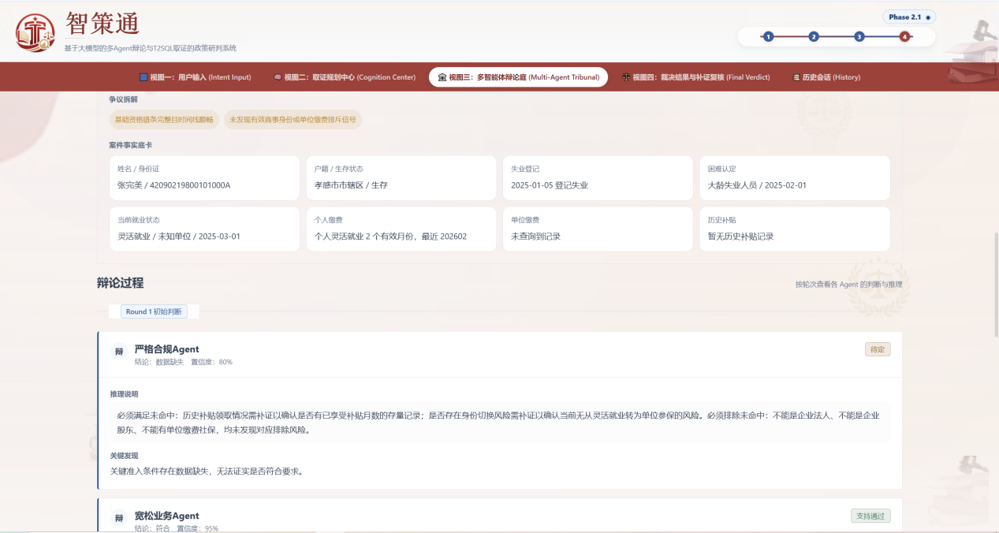 智策通
基于大模型的多Agent辩论与T2SQL取证的政策研判系统
Phase 2.1
1 2 3 4
视图一：用户输入 (Intent Input) 视图二：取证规划中心 (Cognition Center) 视图三：多智能体辩论庭 (Multi-Agent Tribunal) 视图四：裁决结果与补证复核 (Final Verdict) 历史会话 (History)
争议拆解
基础资格链条完整且时间线顺畅 未发现有效商事身份或单位缴费排斥信号
案件事实底卡
姓名 / 身份证 户籍 / 生存状态 失业登记 困难认定
张完美 / 42090219800101000A 孝感市市辖区 / 生存 2025-01-05 登记失业 大龄失业人员 / 2025-02-01
当前就业状态 个人缴费 单位缴费 历史补贴
灵活就业 / 未知单位 / 2025-03-01 个人灵活就业 2 个有效月份，最近 202602 未查询到记录 暂无历史补贴记录
辩论过程
按轮次查看各 Agent 的判断与推理
Round 1 初始判断
辩 严格合规Agent
结论：数据缺失 置信度：80%
待定
推理说明
必须满足未命中：历史补贴领取情况需补证以确认是否有已享受补贴月数的存量记录；是否存在身份切换风险需补证以确认当前无从灵活就业转为单位参保的风险。必须排除未命中：不能是企业法人、不能是企业
股东、不能有单位缴费社保，均未发现对应排除风险。
关键发现
关键准入条件存在数据缺失，无法证实是否符合要求。
辩 宽松业务Agent
结论：符合 置信度：95%
支持通过